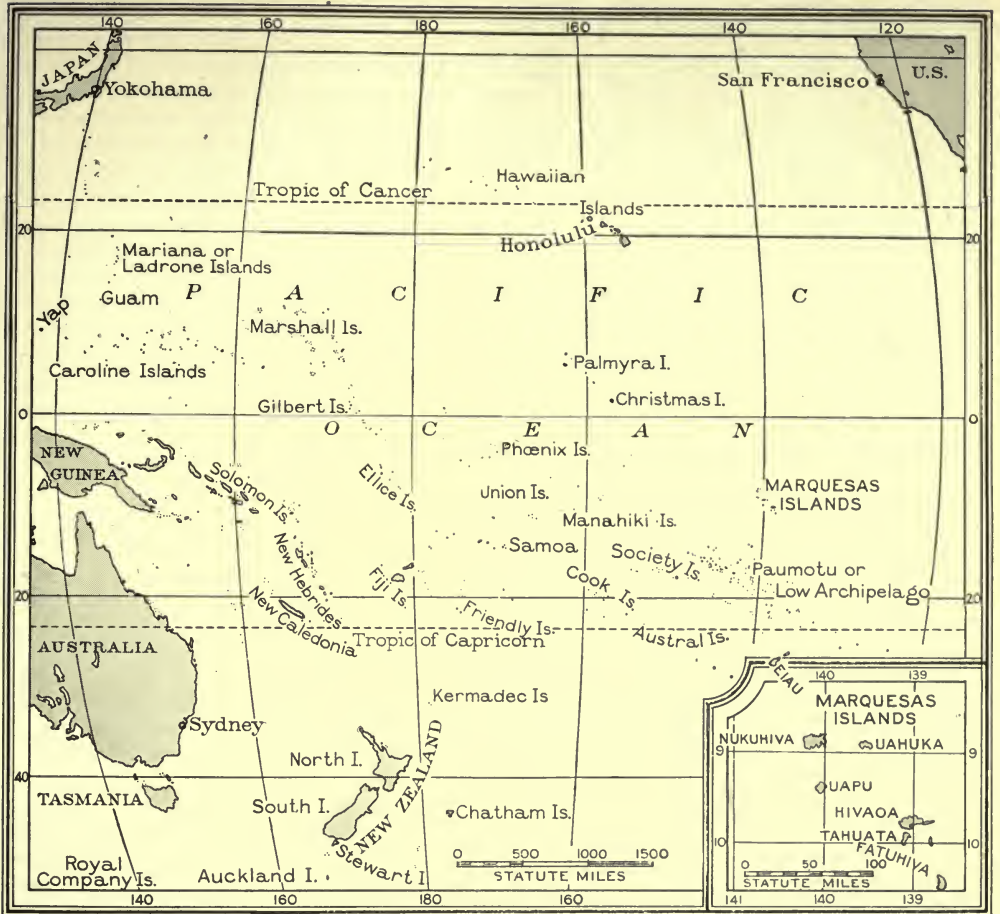 140
160
180
160
140
120
JAPAN
Yokohama
San Francisco
U.S.
Hawaiian
Tropic of Cancer
Islands
20
Honolulu
20
Mariana or
Ladrone Islands
Guam
P A C I F I C
Yap
Marshall Is.
Caroline Islands
Palmyra I.
Christmas I.
Gilbert Is.
0
0
O C E A N
NEW
GUINEA
Phœnix Is.
Solomon Is.
Ellice Is.
Union Is.
MARQUESAS
ISLANDS
Manahiki Is.
Samoa
Society Is.
New Hebrides
Fiji Is.
Cook Is.
Paumotu or
Low Archipelago
20
20
New Caledonia
Friendly Is.
Tropic of Capricorn
Austral Is.
AUSTRALIA
Kermadec Is
Sydney
North I.
NEW ZEALAND
40
TASMANIA
South I.
Chatham Is.
Stewart I
Royal
Company Is.
Auckland I.
0 500 1000 1500
STATUTE MILES
140
160
180
160
EIAU
140
139
MARQUESAS
ISLANDS
NUKUHIVA
UAHUKA
9
9
UAPU
HIVAOA
TAHUATA
FATUHIVA
10
10
0 50 100
STATUTE MILES
141
140
139